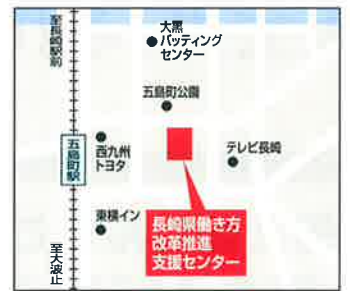 至長崎駅前
大黒
バッティング
センター
五島町公園
五島町駅
西九州
トヨタ
テレビ長崎
東横イン
長崎県働き方
改革推進
支援センター
至大波止